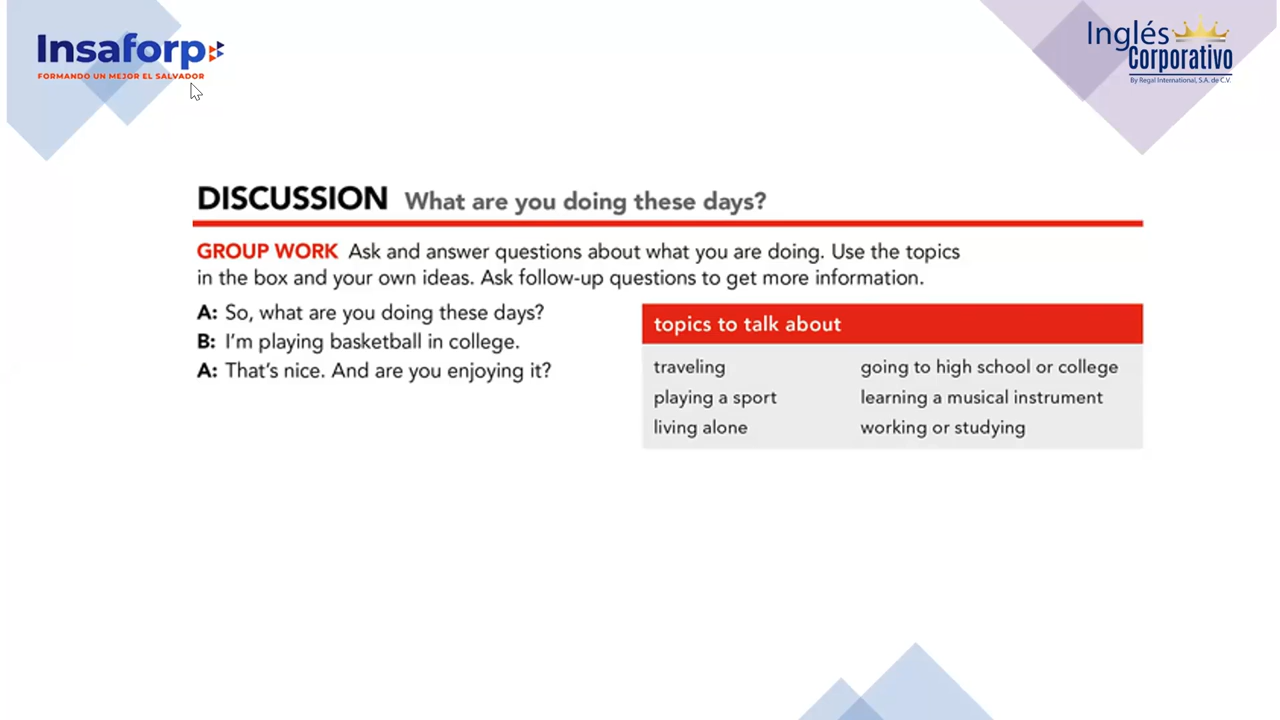 Insaforp
FORMANDO UN MEJOR EL SALVADOR
Inglés
Corporativo
By Regal International, S.A. de C.V.
DISCUSSION What are you doing these days?
GROUP WORK Ask and answer questions about what you are doing. Use the topics
in the box and your own ideas. Ask follow-up questions to get more information.
A: So, what are you doing these days?
B: I'm playing basketball in college.
A: That's nice. And are you enjoying it?
topics to talk about
traveling going to high school or college
playing a sport learning a musical instrument
living alone working or studying